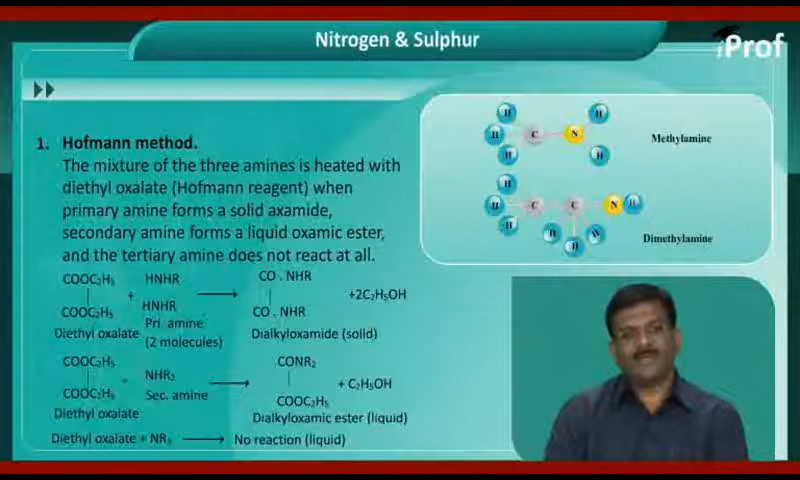 Nitrogen & Sulphur
iProf
1. Hofmann method.
The mixture of the three amines is heated with
diethyl oxalate (Hofmann reagent) when
primary amine forms a solid axamide,
secondary amine forms a liquid oxamic ester,
and the tertiary amine does not react at all.
COOC₂H₅ HNHR CO . NHR
+ +2C₂H₅OH
COOC₂H₅ HNHR CO . NHR
Diethyl oxalate Pri. amine Dialkyloxamide (solid)
(2 molecules)
COOC₂H₅ CONR₂
+ NHR₂ + C₂H₅OH
COOC₂H₅ Sec. amine COOC₂H₅
Diethyl oxalate Dialkyloxamic ester (liquid)
Diethyl oxalate + NR₃ No reaction (liquid)
H H
H C N Methylamine
H H
H
H C C N H
H H H Dimethylamine
H